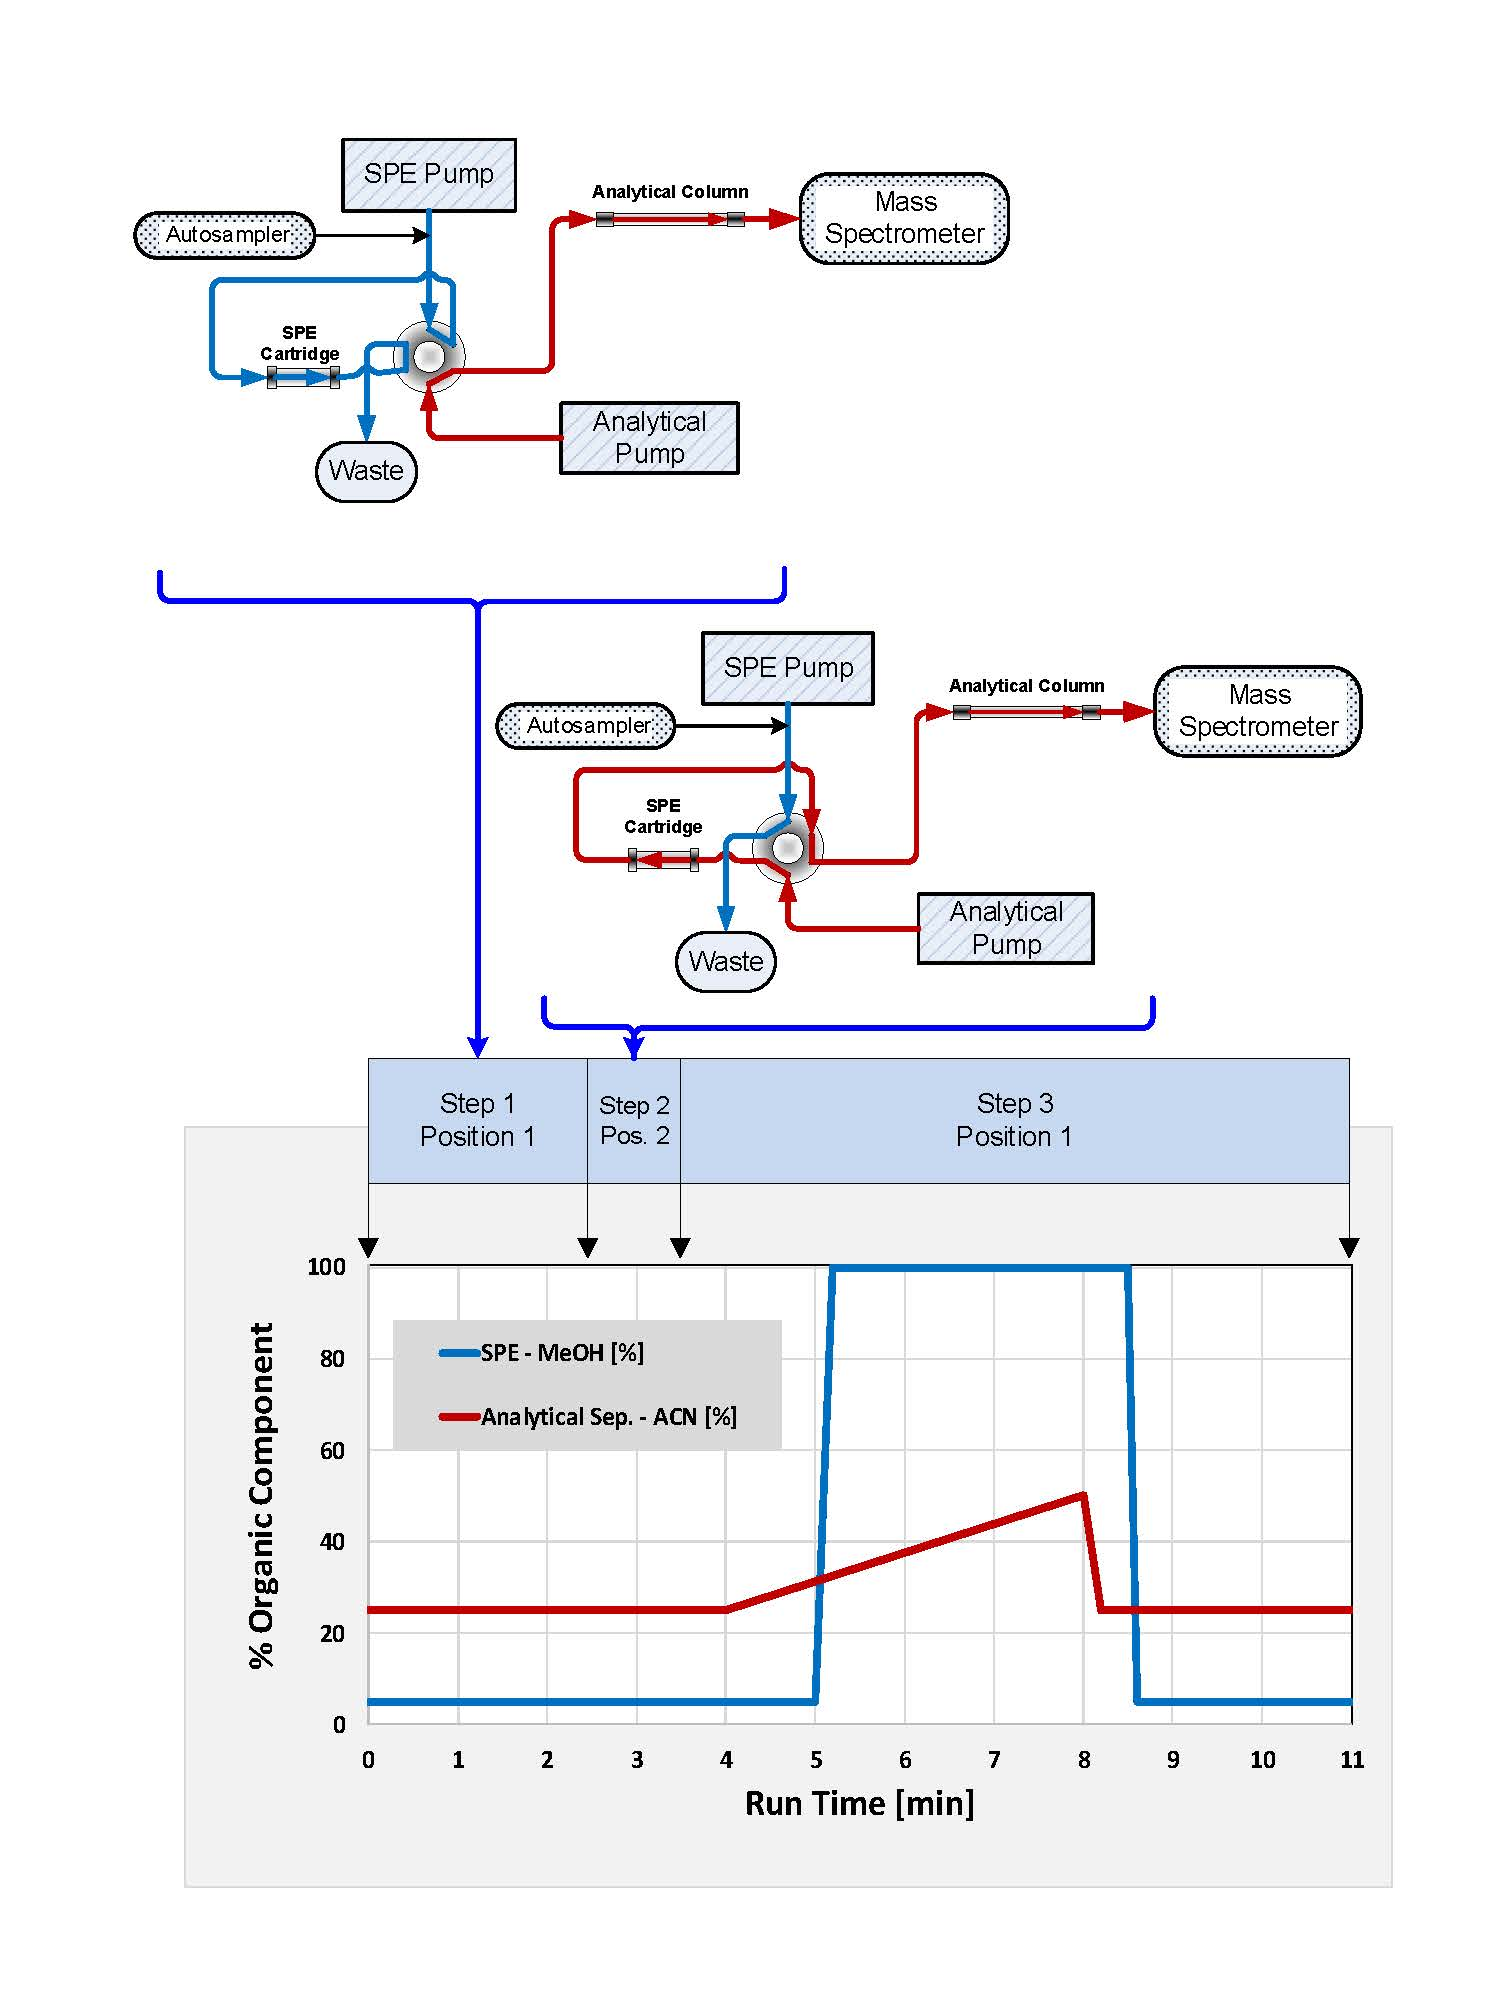 SPE Pump
Autosampler
Analytical Column
Mass
Spectrometer
SPE
Cartridge
Analytical
Pump
Waste
SPE Pump
Autosampler
Analytical Column
Mass
Spectrometer
SPE
Cartridge
Analytical
Pump
Waste
Step 1
Position 1
Step 2
Pos. 2
Step 3
Position 1
100
80
60
40
20
0
% Organic Component
SPE - MeOH [%]
Analytical Sep. - ACN [%]
0 1 2 3 4 5 6 7 8 9 10 11
Run Time [min]